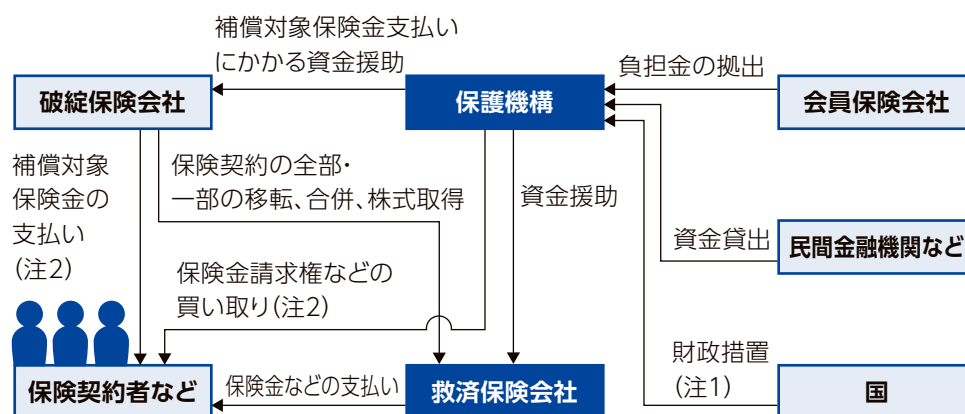 補償対象保険金支払い
にかかる資金援助
負担金の拠出
破綻保険会社
保護機構
会員保険会社
補償対象
保険金の
支払い
(注2)
保険契約の全部・
一部の移転、合併、株式取得
資金援助
資金貸出
民間金融機関など
保険金請求権などの
買い取り(注2)
財政措置
(注1)
保険契約者など
保険金などの支払い
救済保険会社
国